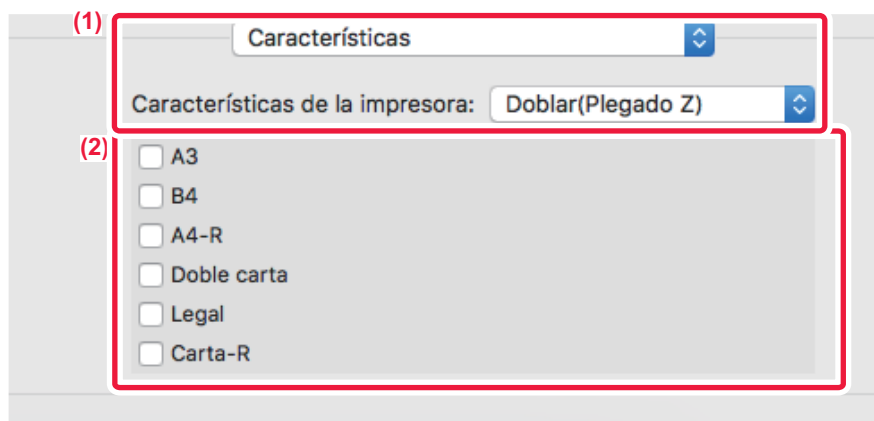 (1)
Características
Características de la impresora: Doblar(Plegado Z)
(2)
A3
B4
A4-R
Doble carta
Legal
Carta-R